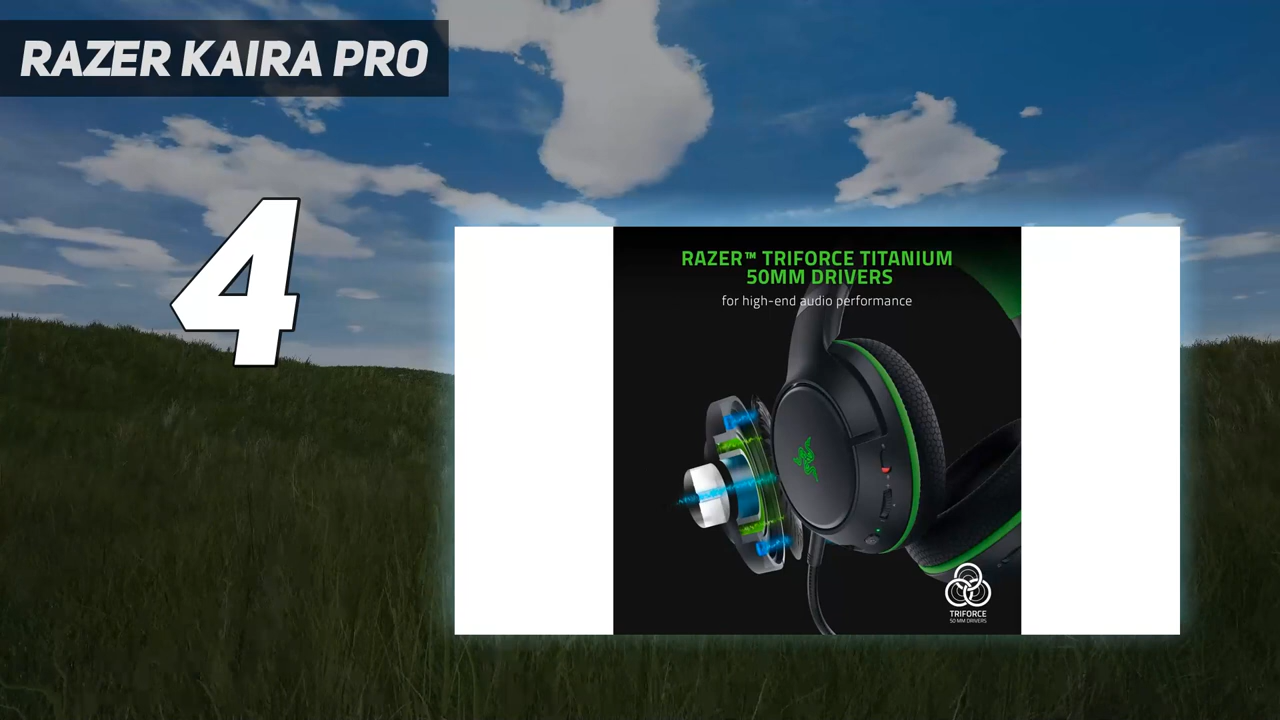 RAZER KAIRA PRO
4
RAZER™ TRIFORCE TITANIUM
50MM DRIVERS
for high-end audio performance
TRIFORCE
50 MM DRIVERS